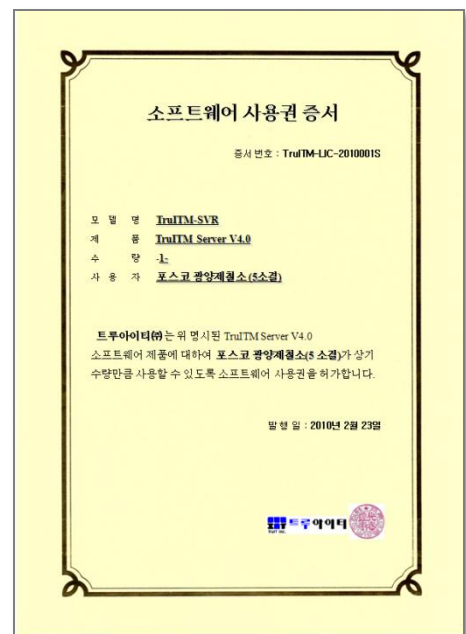 소프트웨어 사용권 증서
증서 번호 : TruITM-LIC-2010001S
모 델 명 TruITM-SVR
제 품 TruITM Server V4.0
수 량 -1-
사 용 자 포스코 광양제철소(5소결)
트루아이티㈜는 위 명시된 TruITM Server V4.0
소프트웨어 제품에 대하여 포스코 광양제철소(5 소결)가 상기
수량만큼 사용할 수 있도록 소프트웨어 사용권을 허가합니다.
발 행 일 : 2010년 2월 23일
트루아이티